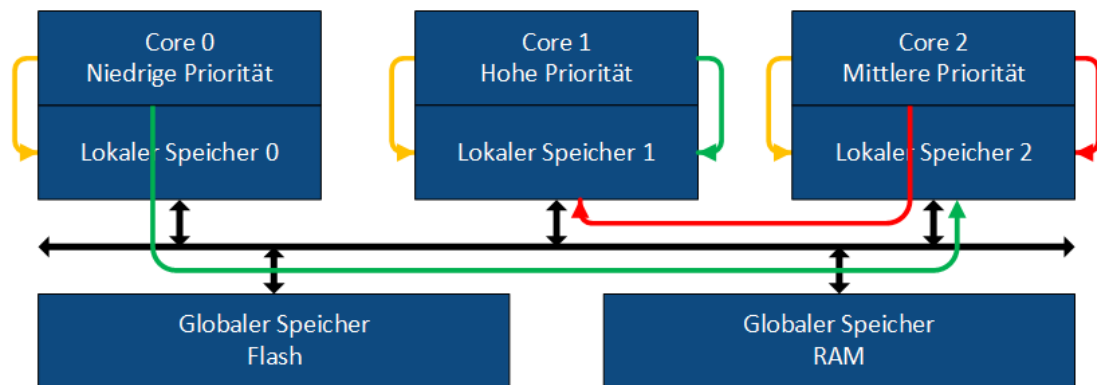 Core 0
Niedrige Priorität
Lokaler Speicher 0
Core 1
Hohe Priorität
Lokaler Speicher 1
Core 2
Mittlere Priorität
Lokaler Speicher 2
Globaler Speicher
Flash
Globaler Speicher
RAM